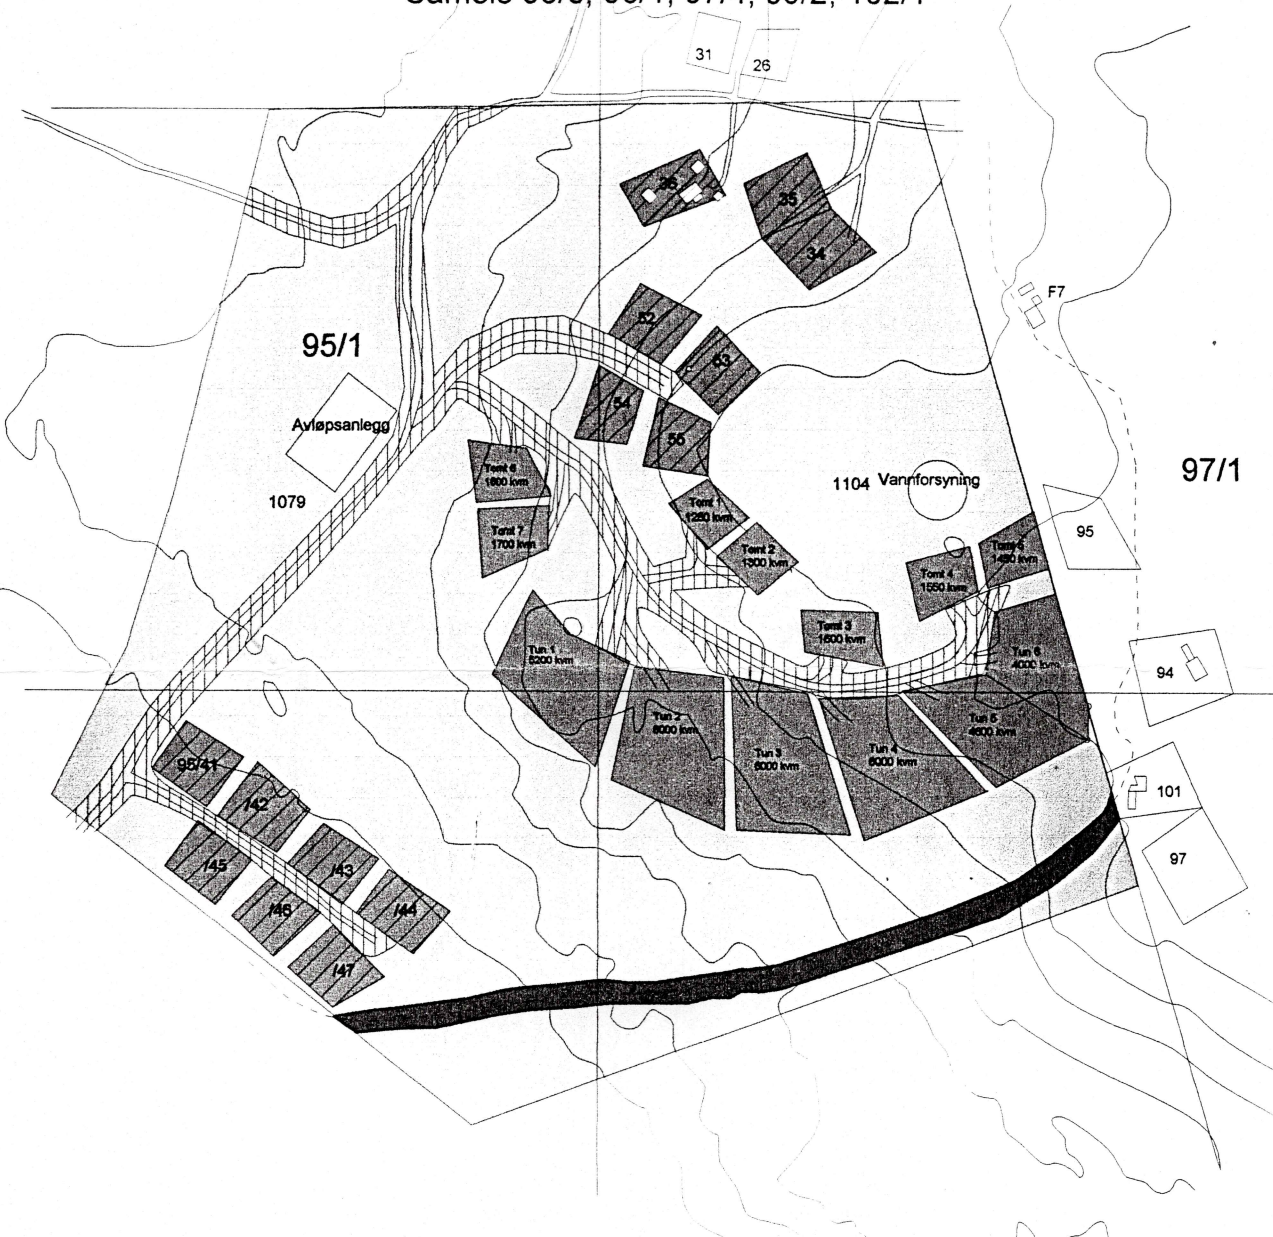 31
26
36
35
34
F7
52
95/1
53
54
Avløpsanlegg
55
97/1
Tomt 6
1600 kvm
1104 Vannforsyning
1079
Tomt 1
1250 kvm
Tomt 7
1700 kvm
95
Tomt 2
1300 kvm
Tomt 4
1550 kvm
1450 kvm
Tomt 3
1600 kvm
Tun 1
5200 kvm
Tun 6
4000 kvm
94
Tun 2
6000 kvm
Tun 5
4600 kvm
Tun 3
6000 kvm
Tun 4
6000 kvm
95/41
101
/42
97
/45
/43
/46
/44
/47